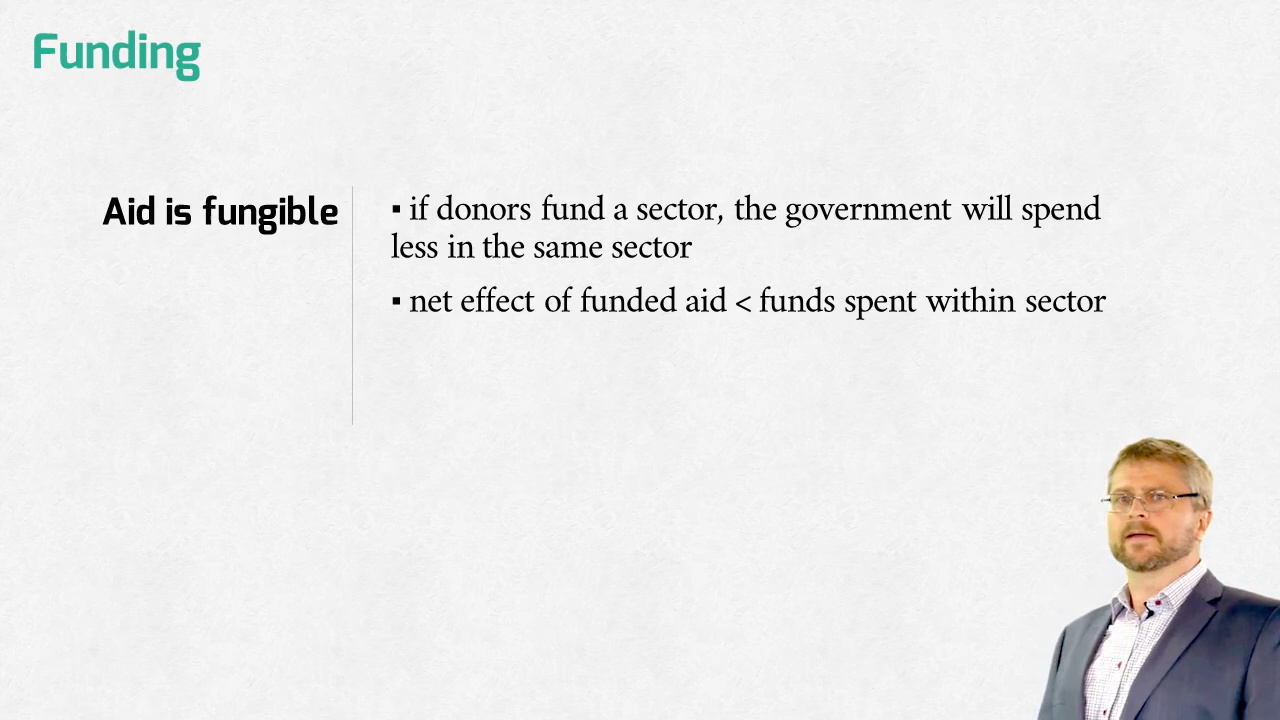 Funding
Aid is fungible
▪ if donors fund a sector, the government will spend
less in the same sector
▪ net effect of funded aid < funds spent within sector